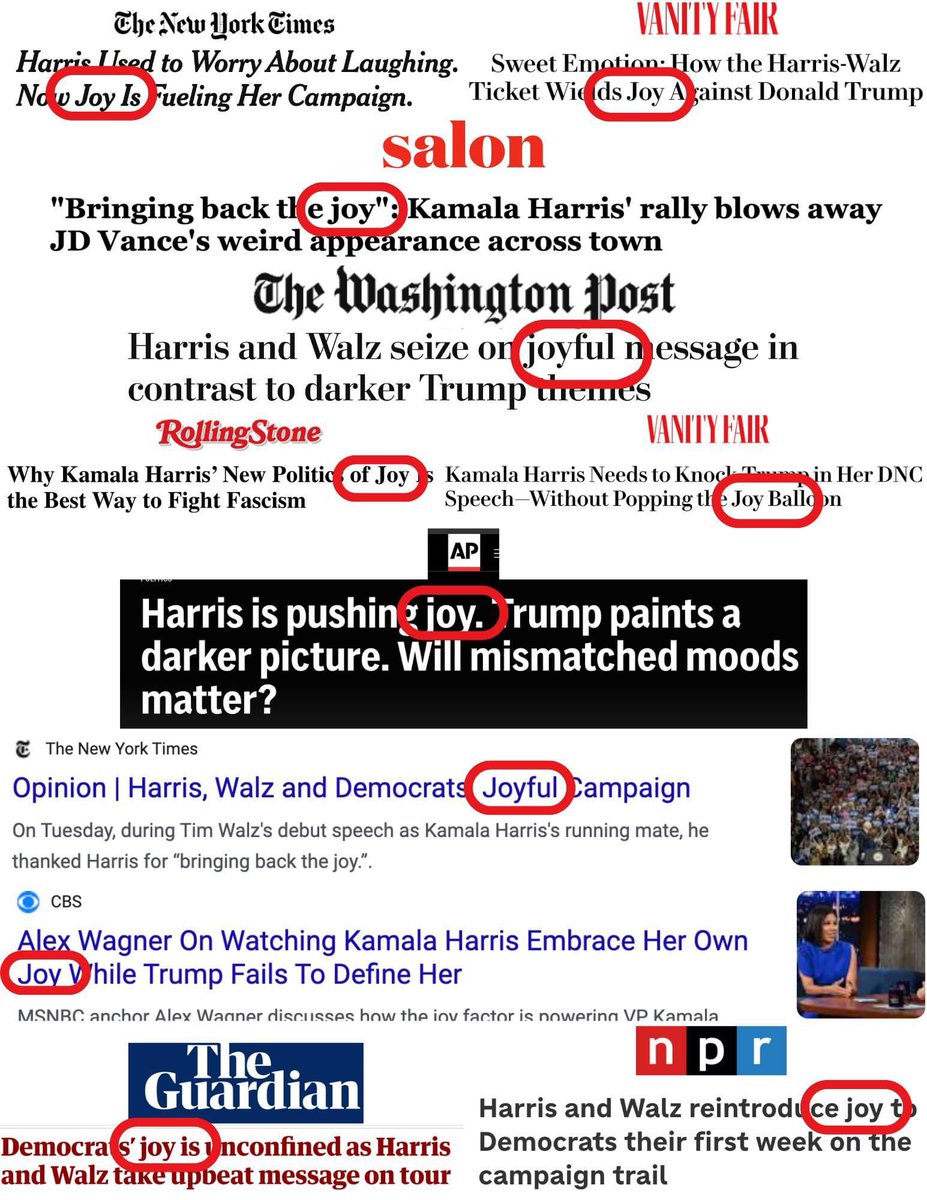 The New York Times
Harris Used to Worry About Laughing.
Now Joy Is Fueling Her Campaign.
VANITY FAIR
Sweet Emotion: How the Harris-Walz
Ticket Wields Joy Against Donald Trump
salon
"Bringing back the joy": Kamala Harris' rally blows away
JD Vance's weird appearance across town
The Washington Post
Harris and Walz seize on joyful message in
contrast to darker Trump themes
RollingStone
Why Kamala Harris' New Politics of Joy Is
the Best Way to Fight Fascism
VANITY FAIR
Kamala Harris Needs to Knock Trump in Her DNC
Speech—Without Popping the Joy Balloon
AP
POLITICS
Harris is pushing joy. Trump paints a
darker picture. Will mismatched moods
matter?
The New York Times
Opinion | Harris, Walz and Democrats' Joyful Campaign
On Tuesday, during Tim Walz's debut speech as Kamala Harris's running mate, he
thanked Harris for "bringing back the joy.".
CBS
Alex Wagner On Watching Kamala Harris Embrace Her Own
Joy While Trump Fails To Define Her
MSNBC anchor Alex Wagner discusses how the joy factor is powering VP Kamala
The
Guardian
Democrats' joy is unconfined as Harris
and Walz take upbeat message on tour
npr
Harris and Walz reintroduce joy to
Democrats their first week on the
campaign trail